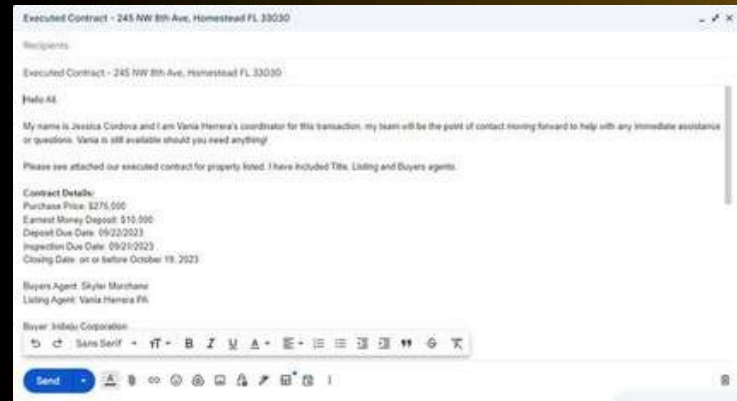 Executed Contract - 245 NW 8th Ave, Homestead FL 33030
Recipients
Executed Contract - 245 NW 8th Ave, Homestead FL 33030
Hello All,
My name is Jessica Cordova and I am Vania Herrera's coordinator for this transaction, my team will be the point of contact moving forward to help with any immediate assistance
or questions. Vania is still available should you need anything!
Please see attached our executed contract for property listed. I have included Title, Listing and Buyers agents.
Contract Details:
Purchase Price: $275,000
Earnest Money Deposit: $10,000
Deposit Due Date: 09/22/2023
Inspection Due Date: 09/21/2023
Closing Date: on or before October 19, 2023
Buyers Agent: Skyler Marchane
Listing Agent: Vania Herrera PA
Buyer: Corporation
Sans Serif
Send